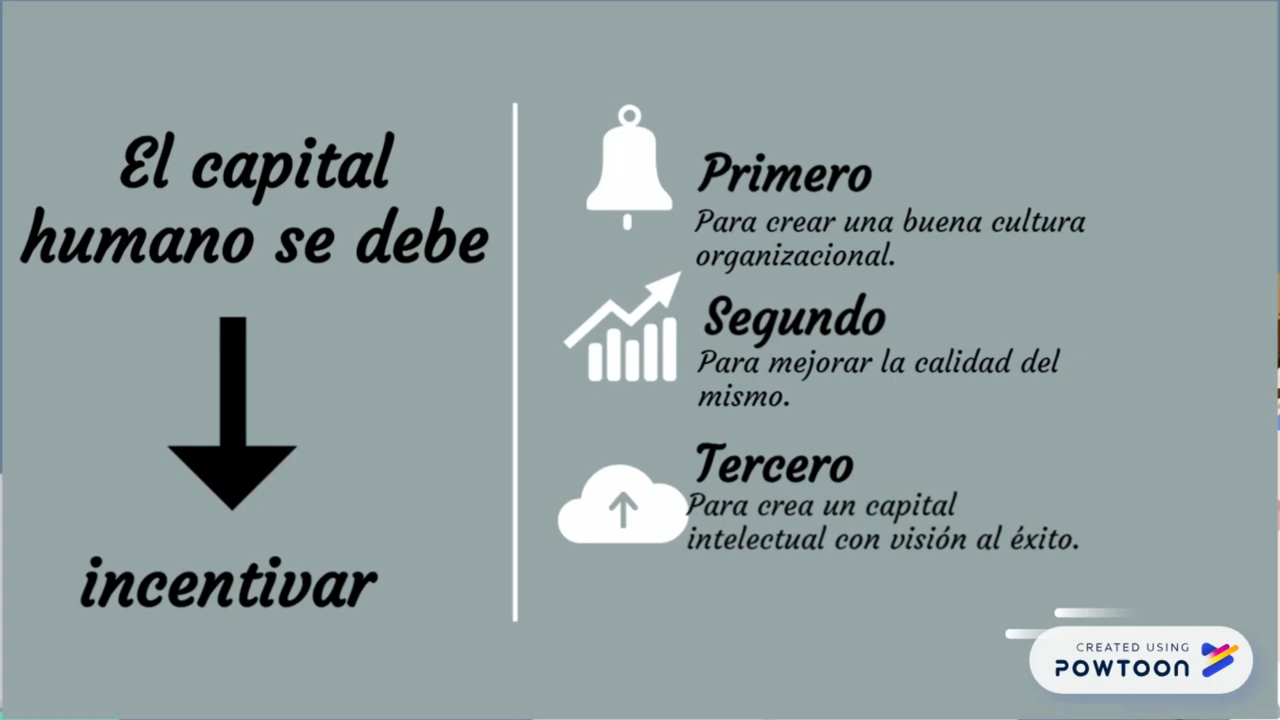 El capital
humano se debe
incentivar
Primero
Para crear una buena cultura
organizacional.
Segundo
Para mejorar la calidad del
mismo.
Tercero
Para crea un capital
intelectual con visión al éxito.
CREATED USING
POWTOON